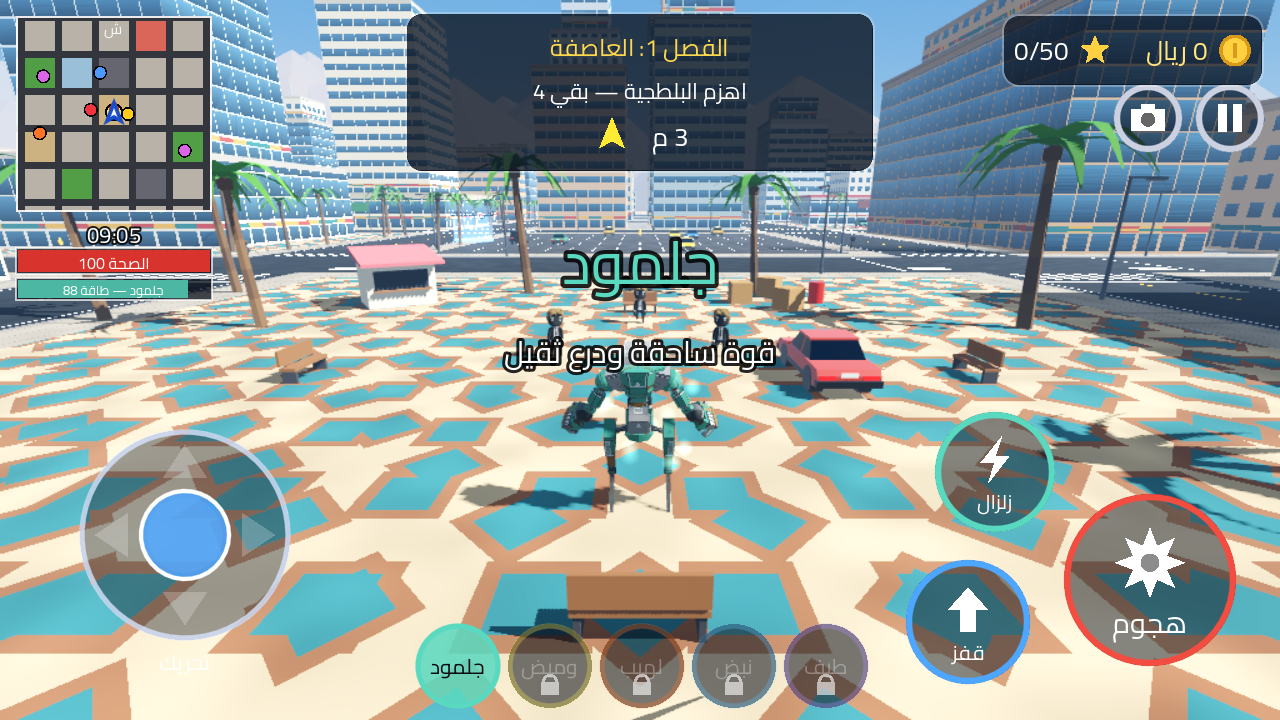 ش
الفصل 1: العاصفة
اهزم البلطجية — بقي 4
3 م
0/50
0 ريال
09:05
الصحة 100
جلمود — طاقة 88
جلمود
قوة ساحقة ودرع ثقيل
زلزال
هجوم
قفز
تحريك
جلمود
وميض
لهيب
نبض
طيف